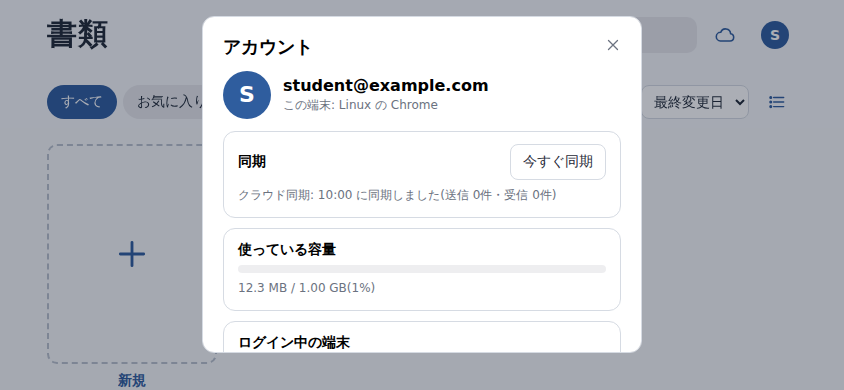 書類
S
すべて
お気に入り
最終変更日
新規
アカウント
S
student@example.com
この端末: Linux の Chrome
同期
今すぐ同期
クラウド同期: 10:00 に同期しました(送信 0件・受信 0件)
使っている容量
12.3 MB / 1.00 GB(1%)
ログイン中の端末